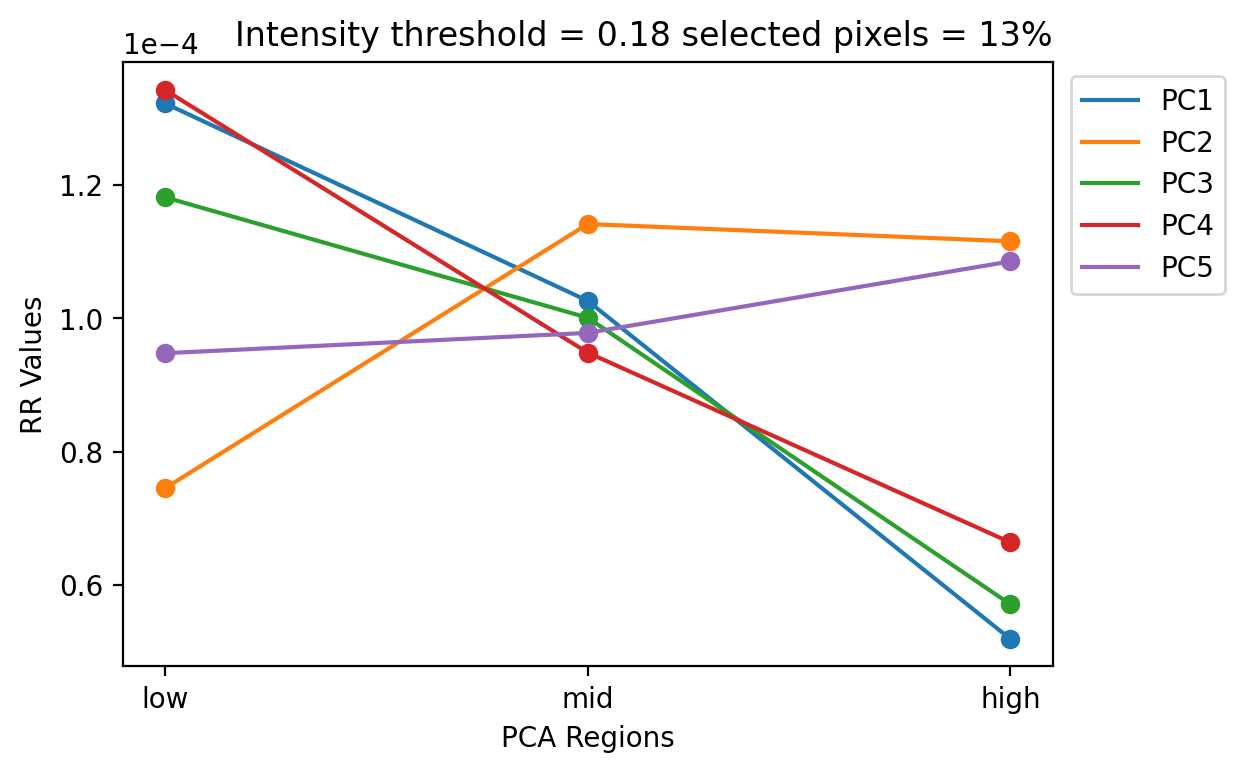 Intensity threshold = 0.18 selected pixels = 13%
1e−4
1.2
1.0
0.8
0.6
RR Values
low
mid
high
PCA Regions
PC1
PC2
PC3
PC4
PC5